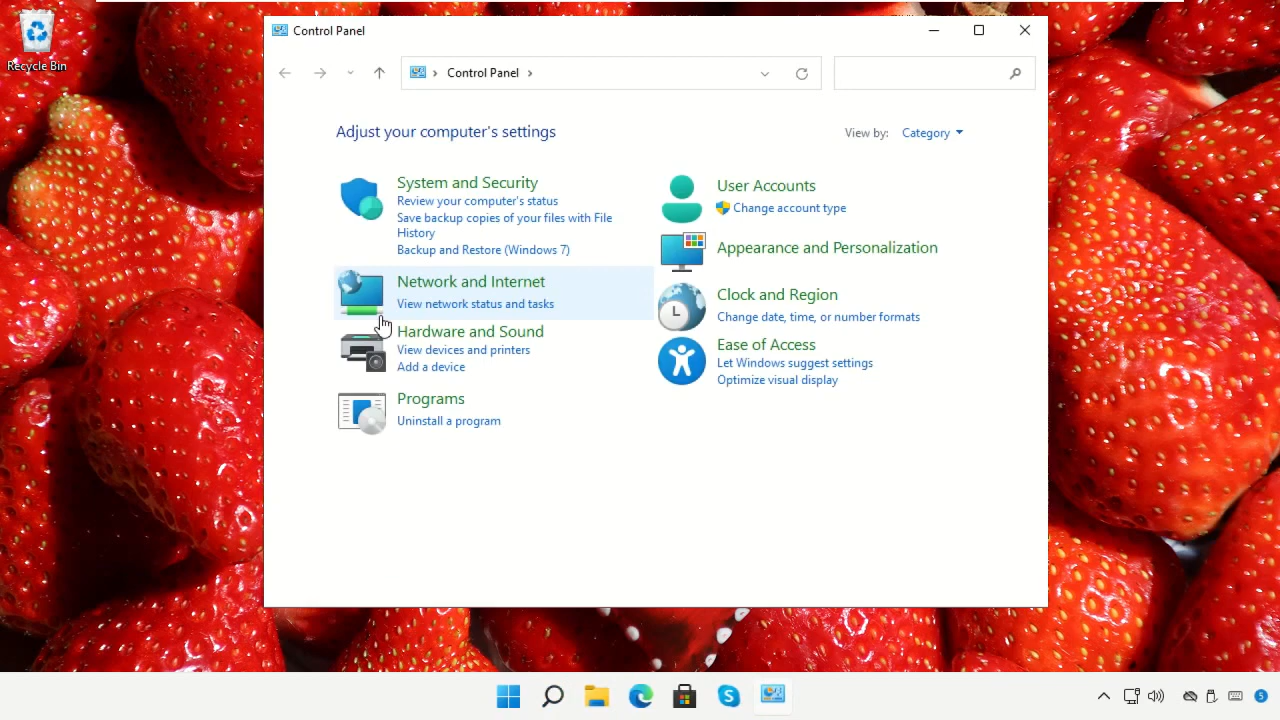 Recycle Bin
Control Panel
Control Panel
Adjust your computer's settings
View by: Category
System and Security
Review your computer's status
Save backup copies of your files with File
History
Backup and Restore (Windows 7)
Network and Internet
View network status and tasks
Hardware and Sound
View devices and printers
Add a device
Programs
Uninstall a program
User Accounts
Change account type
Appearance and Personalization
Clock and Region
Change date, time, or number formats
Ease of Access
Let Windows suggest settings
Optimize visual display
5